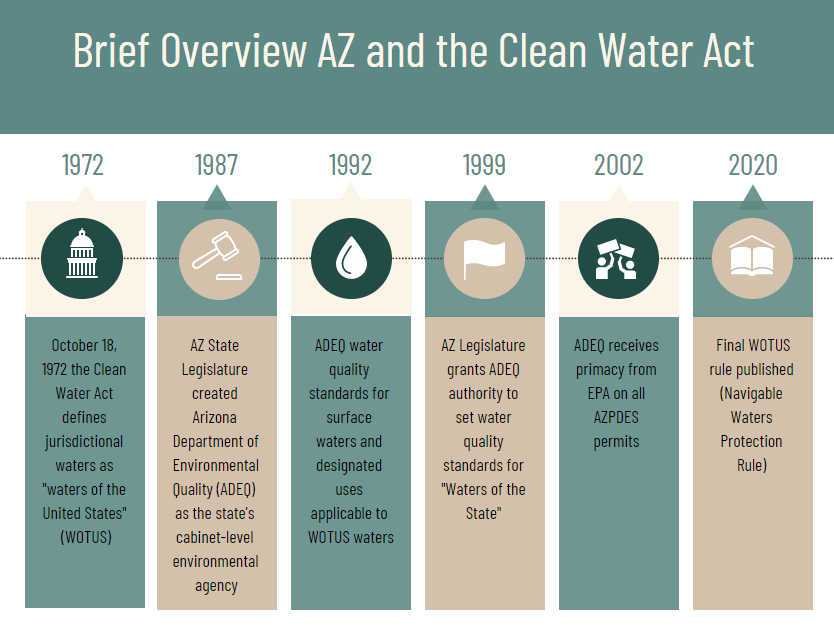 Brief Overview AZ and the Clean Water Act
1972
October 18,
1972 the Clean
Water Act
defines
jurisdictional
waters as
"waters of the
United States"
(WOTUS)
1987
AZ State
Legislature
created
Arizona
Department of
Environmental
Quality (ADEQ)
as the state's
cabinet-level
environmental
agency
1992
ADEQ water
quality
standards for
surface
waters and
designated
uses
applicable to
WOTUS waters
1999
AZ Legislature
grants ADEQ
authority to
set water
quality
standards for
"Waters of the
State"
2002
ADEQ receives
primacy from
EPA on all
AZPDES
permits
2020
Final WOTUS
rule published
(Navigable
Waters
Protection
Rule)